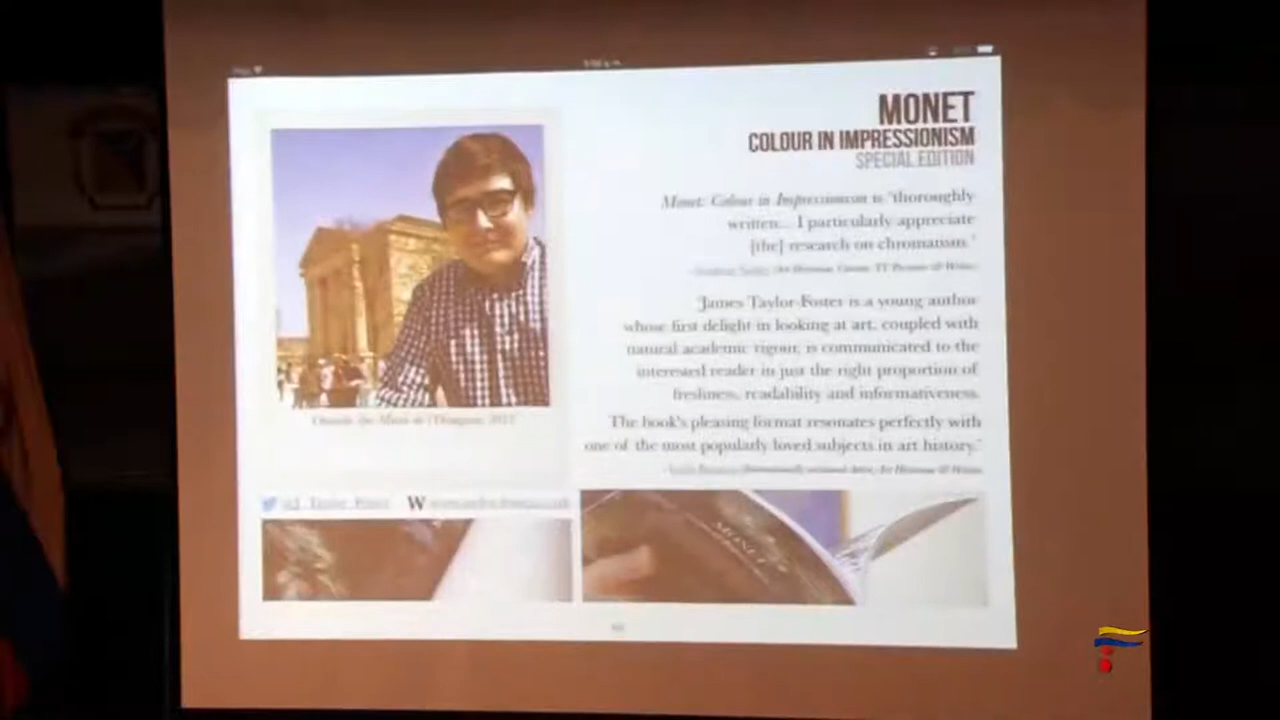 MONET
COLOUR IN IMPRESSIONISM
SPECIAL EDITION
Monet: Colour in Impressionism is "thoroughly
written... I particularly appreciate
[the] research on chromatism."
"James Taylor-Foster is a young author
whose first delight in looking at art, coupled with
natural academic rigour, is communicated to the
interested reader in just the right proportion of
freshness, readability and informativeness.
The book's pleasing format resonates perfectly with
one of the most popularly loved subjects in art history."
W
MONET